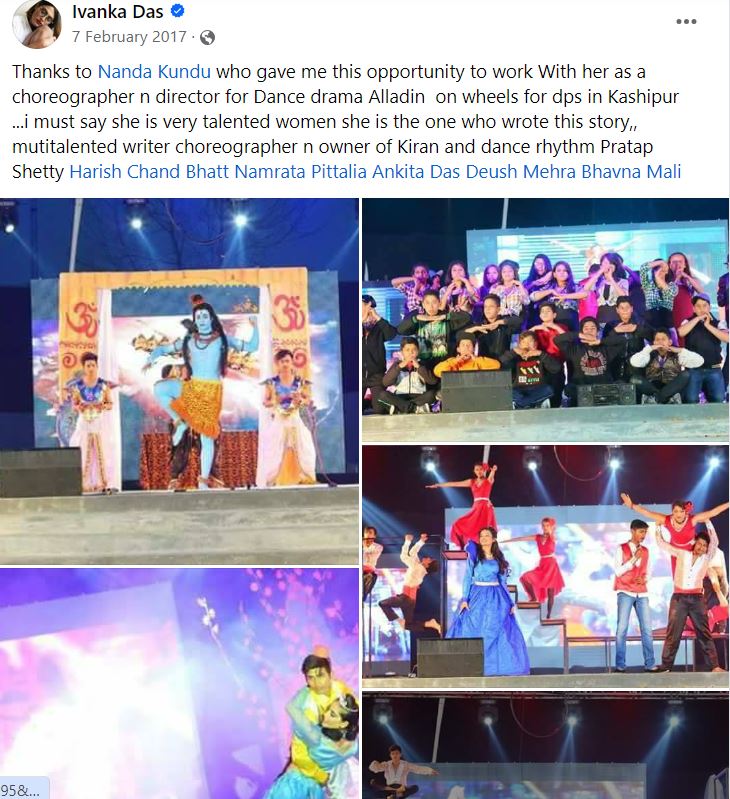 Ivanka Das
7 February 2017 ·
Thanks to Nanda Kundu who gave me this opportunity to work With her as a
choreographer n director for Dance drama Alladin on wheels for dps in Kashipur
...i must say she is very talented women she is the one who wrote this story,,
mutitalented writer choreographer n owner of Kiran and dance rhythm Pratap
Shetty Harish Chand Bhatt Namrata Pittalia Ankita Das Deush Mehra Bhavna Mali
ॐ ॐ
95&...